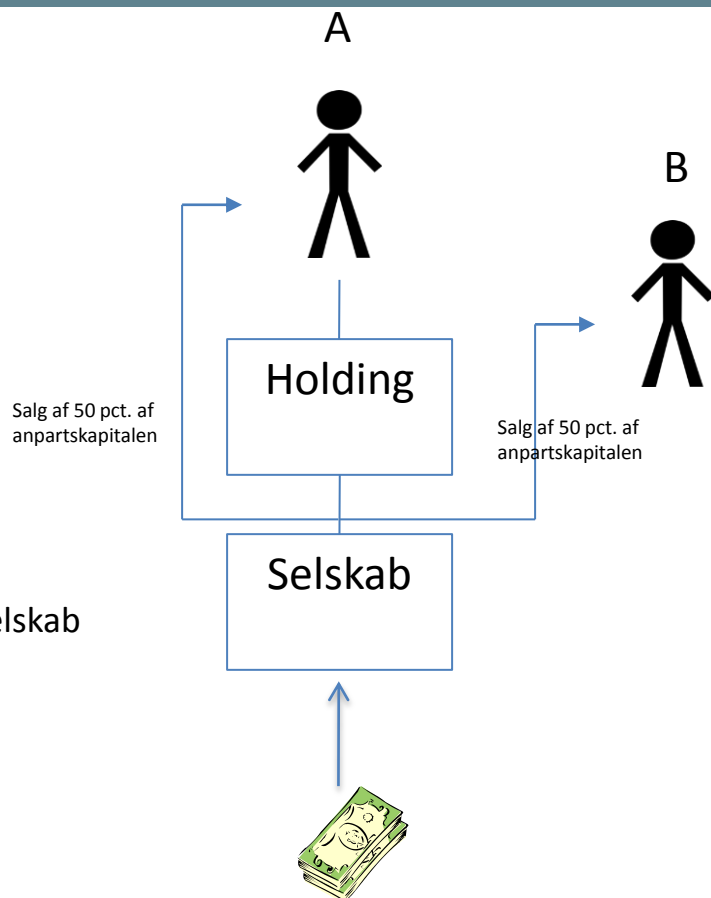 A
B
Holding
Salg af 50 pct. af
anpartskapitalen
Salg af 50 pct. af
anpartskapitalen
Selskab
elskab